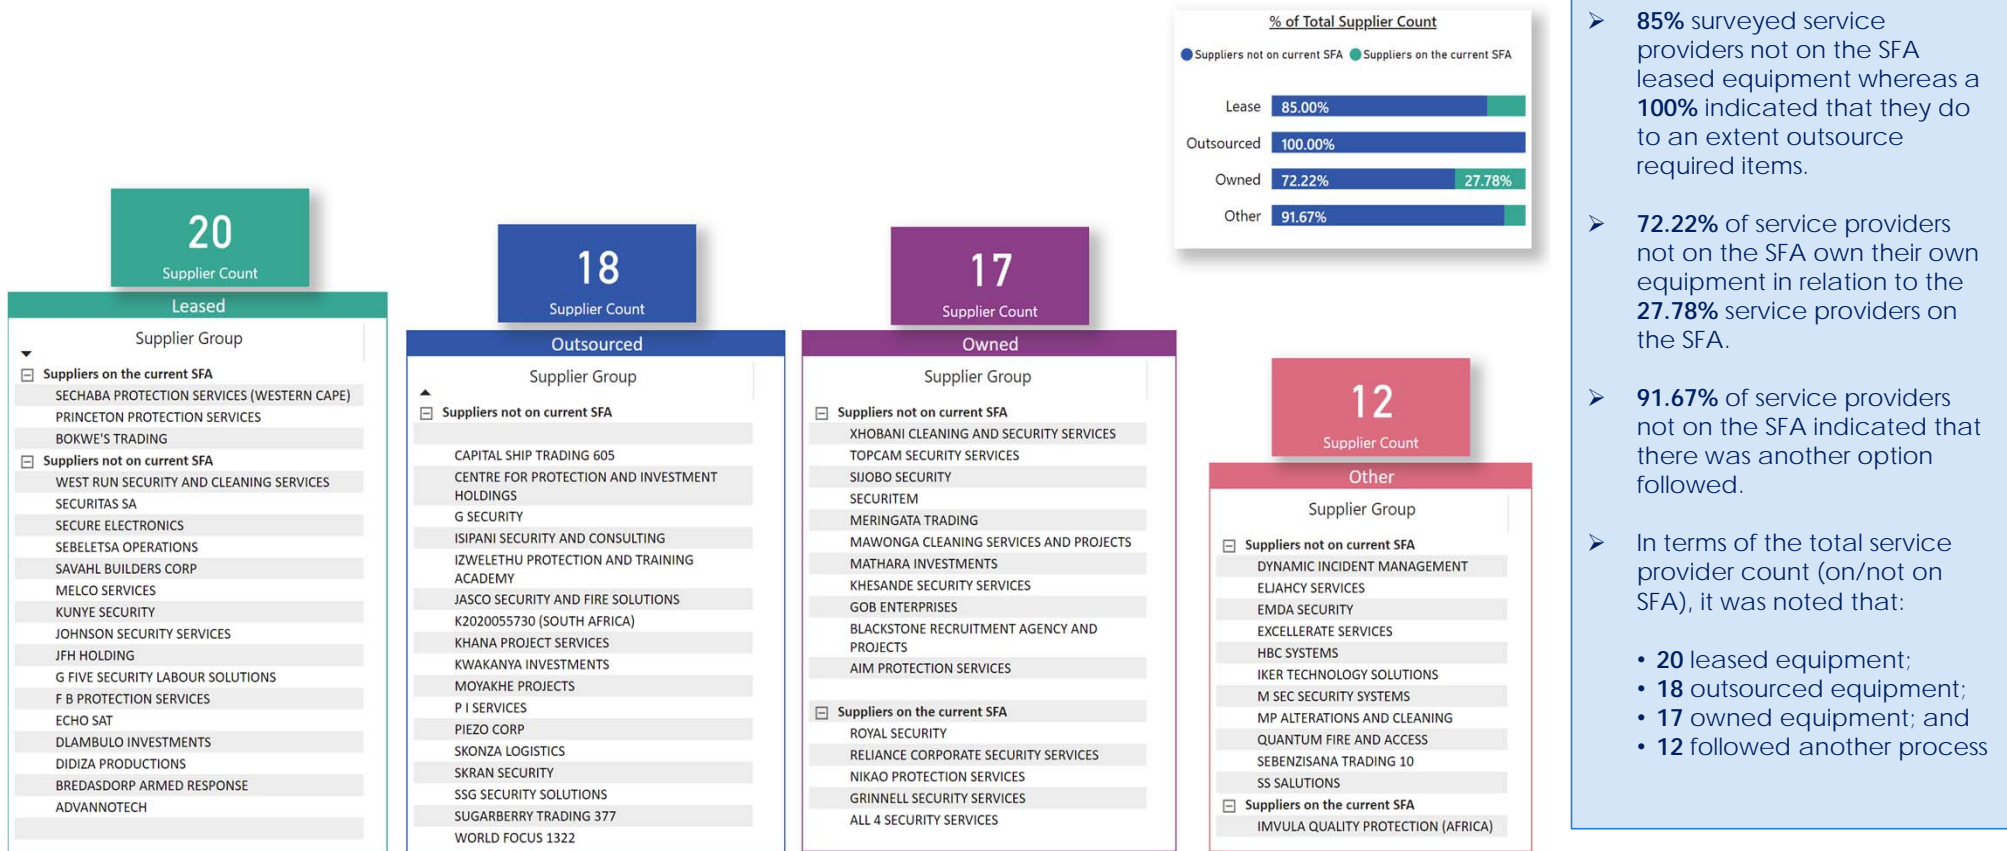 % of Total Supplier Count
Suppliers not on current SFA Suppliers on the current SFA
Lease 85.00%
Outsourced 100.00%
Owned 72.22% 27.78%
Other 91.67%
20
Supplier Count
Leased
Supplier Group
Suppliers on the current SFA
SECHABA PROTECTION SERVICES (WESTERN CAPE)
PRINCETON PROTECTION SERVICES
BOKWE'S TRADING
Suppliers not on current SFA
WEST RUN SECURITY AND CLEANING SERVICES
SECURITAS SA
SECURE ELECTRONICS
SEBELETSA OPERATIONS
SAVAHL BUILDERS CORP
MELCO SERVICES
KUNYE SECURITY
JOHNSON SECURITY SERVICES
JFH HOLDING
G FIVE SECURITY LABOUR SOLUTIONS
F B PROTECTION SERVICES
ECHO SAT
DLAMBULO INVESTMENTS
DIDIZA PRODUCTIONS
BREDASDORP ARMED RESPONSE
ADVANNOTECH
18
Supplier Count
Outsourced
Supplier Group
Suppliers not on current SFA
CAPITAL SHIP TRADING 605
CENTRE FOR PROTECTION AND INVESTMENT
HOLDINGS
G SECURITY
ISIPANI SECURITY AND CONSULTING
IZWELETHU PROTECTION AND TRAINING
ACADEMY
JASCO SECURITY AND FIRE SOLUTIONS
K2020055730 (SOUTH AFRICA)
KHANA PROJECT SERVICES
KWAKANYA INVESTMENTS
MOYAKHE PROJECTS
P I SERVICES
PIEZO CORP
SKONZA LOGISTICS
SKRAN SECURITY
SSG SECURITY SOLUTIONS
SUGARBERRY TRADING 377
WORLD FOCUS 1322
17
Supplier Count
Owned
Supplier Group
Suppliers not on current SFA
XHOBANI CLEANING AND SECURITY SERVICES
TOPCAM SECURITY SERVICES
SIJOBO SECURITY
SECURITEM
MERINGATA TRADING
MAWONGA CLEANING SERVICES AND PROJECTS
MATHARA INVESTMENTS
KHESANDE SECURITY SERVICES
GOB ENTERPRISES
BLACKSTONE RECRUITMENT AGENCY AND
PROJECTS
AIM PROTECTION SERVICES
Suppliers on the current SFA
ROYAL SECURITY
RELIANCE CORPORATE SECURITY SERVICES
NIKAO PROTECTION SERVICES
GRINNELL SECURITY SERVICES
ALL 4 SECURITY SERVICES
12
Supplier Count
Other
Supplier Group
Suppliers not on current SFA
DYNAMIC INCIDENT MANAGEMENT
ELJAHCY SERVICES
EMDA SECURITY
EXCELLERATE SERVICES
HBC SYSTEMS
IKER TECHNOLOGY SOLUTIONS
M SEC SECURITY SYSTEMS
MP ALTERATIONS AND CLEANING
QUANTUM FIRE AND ACCESS
SEBENZISANA TRADING 10
SS SALUTIONS
Suppliers on the current SFA
IMVULA QUALITY PROTECTION (AFRICA)
➢ 85% surveyed service
providers not on the SFA
leased equipment whereas a
100% indicated that they do
to an extent outsource
required items.
➢ 72.22% of service providers
not on the SFA own their own
equipment in relation to the
27.78% service providers on
the SFA.
➢ 91.67% of service providers
not on the SFA indicated that
there was another option
followed.
➢ In terms of the total service
provider count (on/not on
SFA), it was noted that:
• 20 leased equipment;
• 18 outsourced equipment;
• 17 owned equipment; and
• 12 followed another process